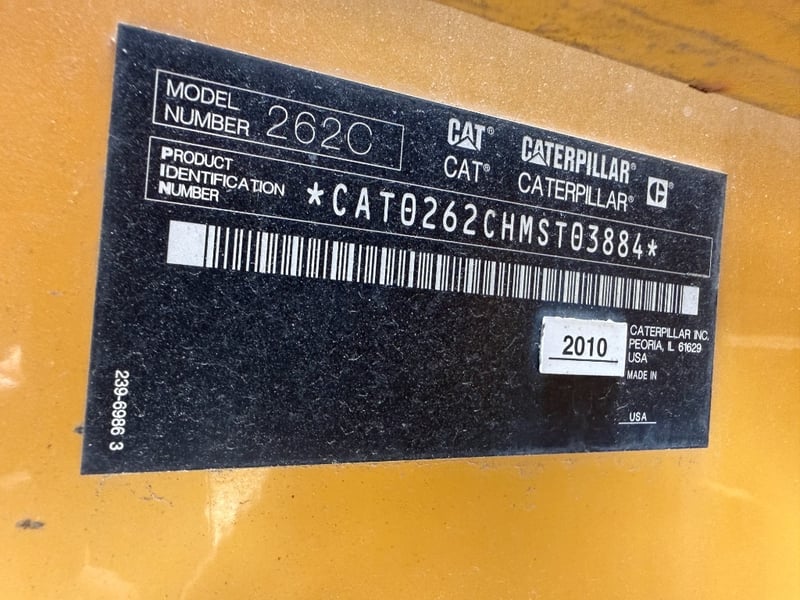 MODEL
NUMBER 262C
CAT® CATERPILLAR®
CAT® CATERPILLAR®
PRODUCT
IDENTIFICATION
NUMBER
*CAT0262CHMST03884*
2010
CATERPILLAR INC.
PEORIA, IL 61629
USA
MADE IN
USA
239-6986 3